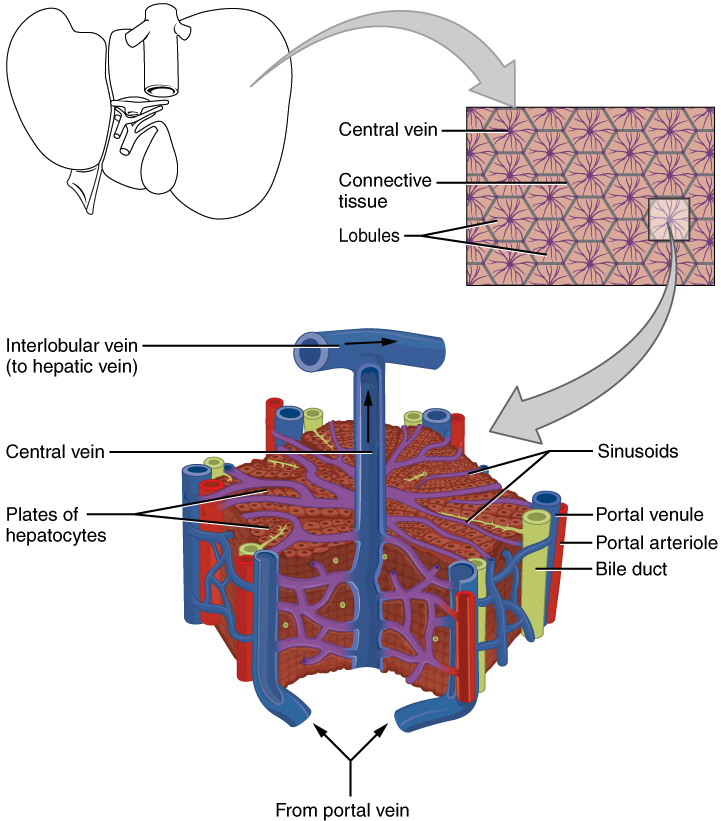 Central vein
Connective
tissue
Lobules
Interlobular vein
(to hepatic vein)
Central vein
Sinusoids
Plates of
hepatocytes
Portal venule
Portal arteriole
Bile duct
From portal vein